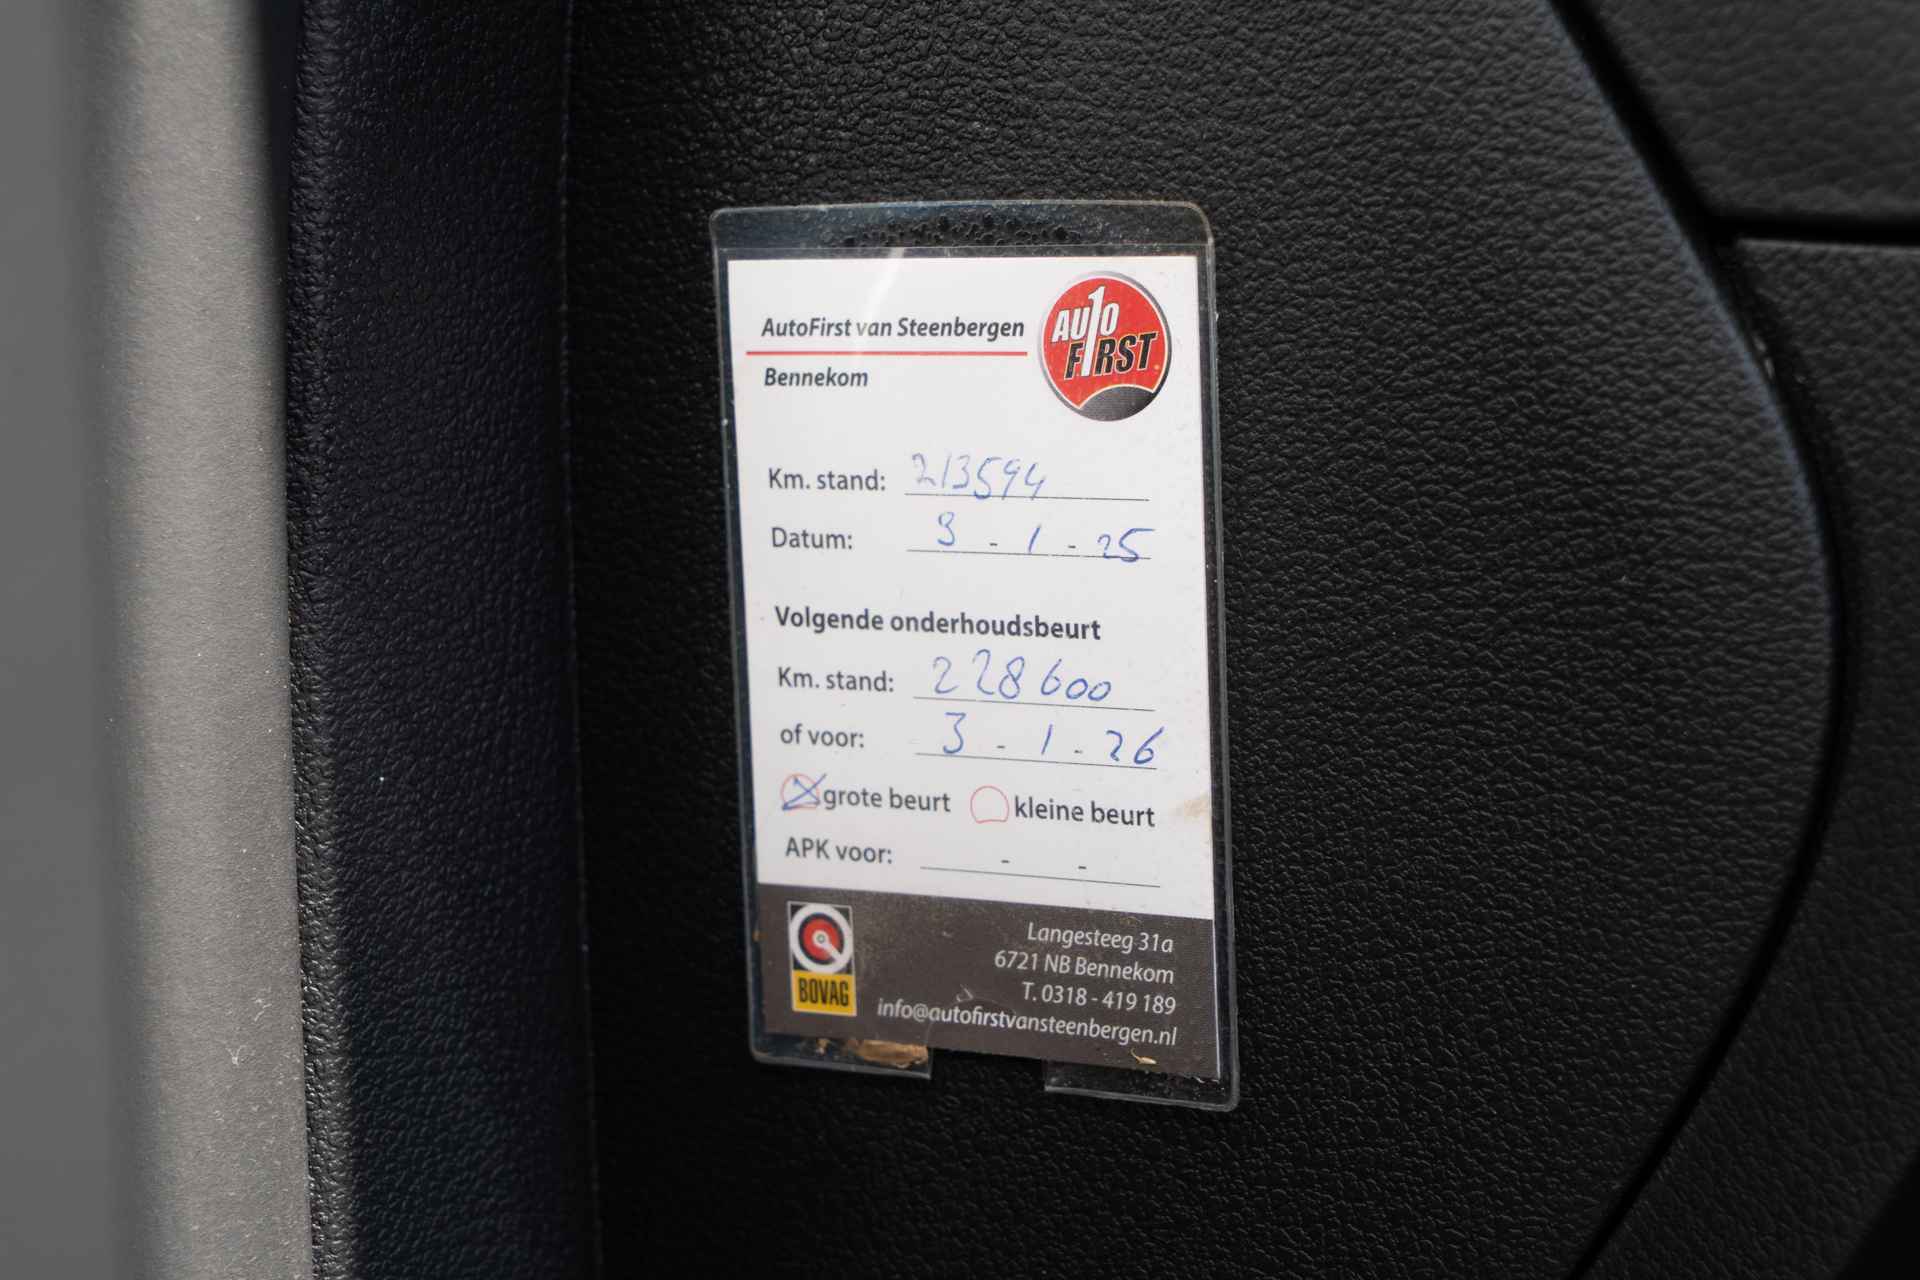 AutoFirst van Steenbergen
AUTO
FIRST
Bennekom
Km. stand: 213594
Datum: 3 - 1 - 25
Volgende onderhoudsbeurt
Km. stand: 228600
of voor: 3 - 1 - 26
grote beurt kleine beurt
APK voor: - -
BOVAG
Langesteeg 31a
6721 NB Bennekom
T. 0318 - 419 189
info@autofirstvansteenbergen.nl